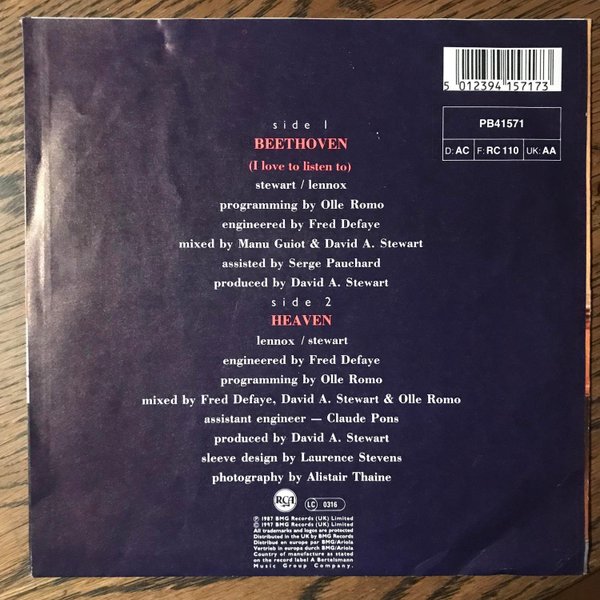 5 012394 157173
PB41571
D: AC F: RC 110 UK: AA
side 1
BEETHOVEN
(I love to listen to)
stewart / lennox
programming by Olle Romo
engineered by Fred Defaye
mixed by Manu Guiot & David A. Stewart
assisted by Serge Pauchard
produced by David A. Stewart
side 2
HEAVEN
lennox / stewart
engineered by Fred Defaye
programming by Olle Romo
mixed by Fred Defaye, David A. Stewart & Olle Romo
assistant engineer — Claude Pons
produced by David A. Stewart
sleeve design by Laurence Stevens
photography by Alistair Thaine
RCA
LC 0316
Ⓟ 1987 BMG Records (UK) Limited
© 1997 BMG Records (UK) Limited
All trademarks and logos are protected
Distributed in the UK by BMG Records
Distribué en europe par BMG/Ariola
Vertrieb in europa durch BMG/Ariola
Country of manufacture as stated
on the record label A Bertelsmann
Music Group Company.